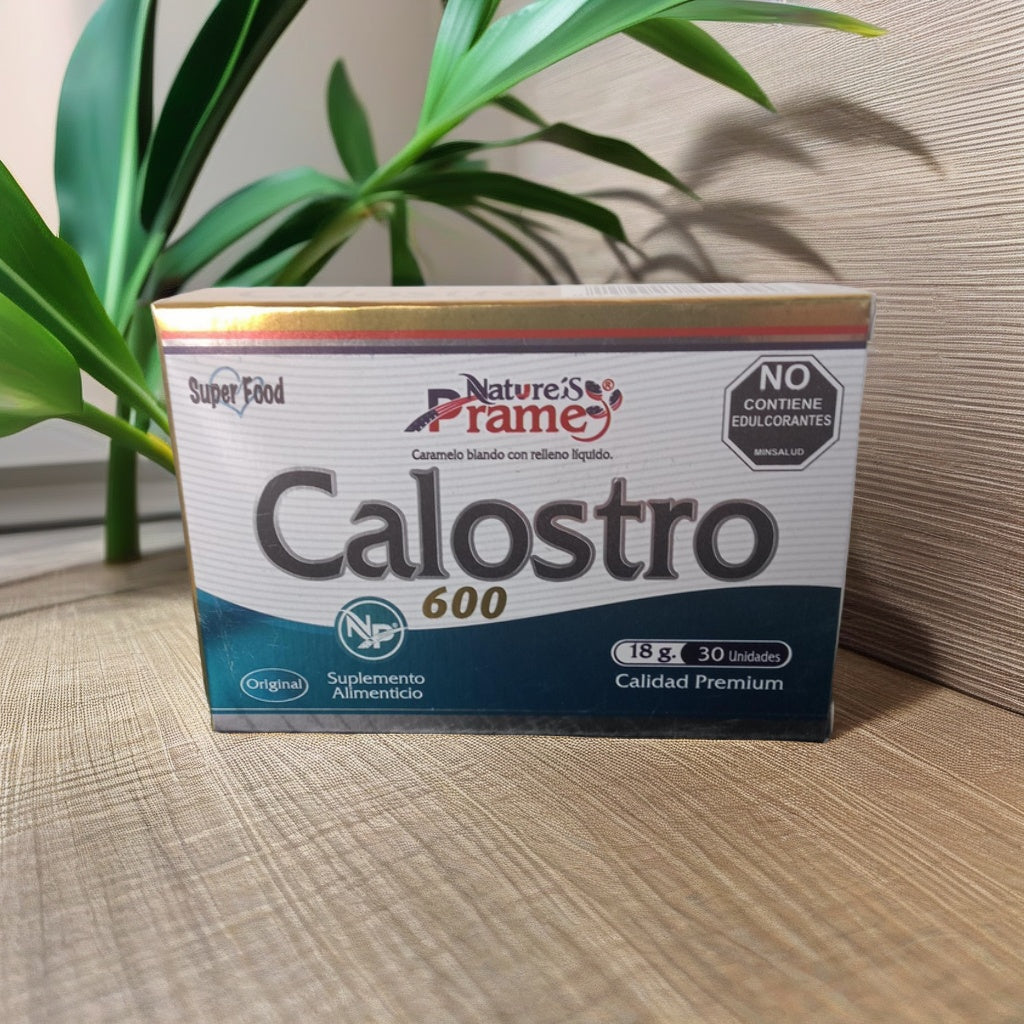 Super Food
Nature's
Pramey®
Caramelo blando con relleno líquido.
Calostro
600
NP
Original
Suplemento
Alimenticio
NO
CONTIENE
EDULCORANTES
MINSALUD
18 g. 30 Unidades
Calidad Premium